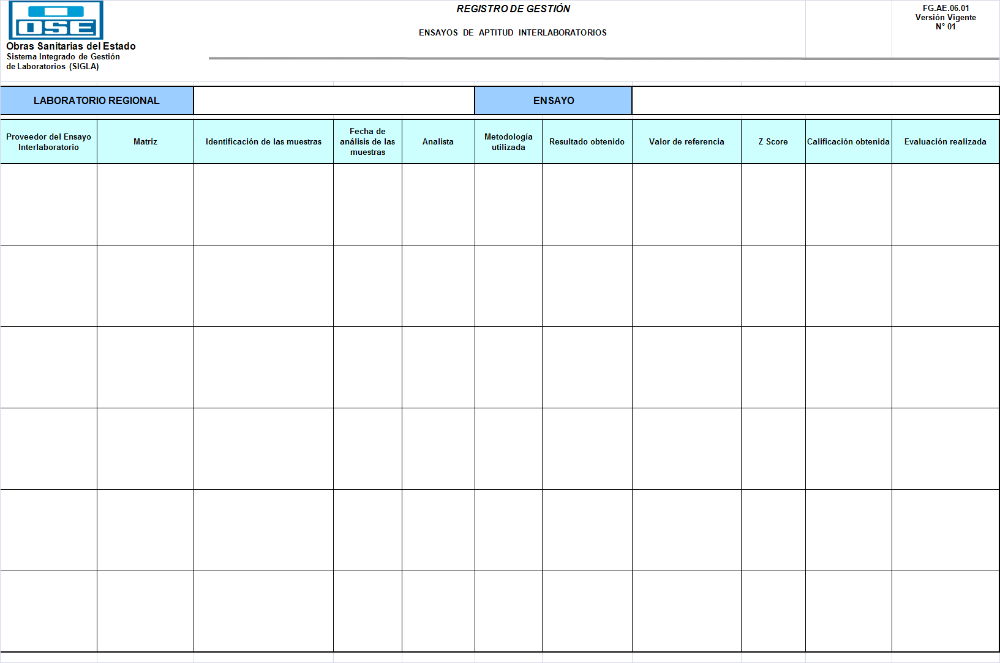 OSE
Obras Sanitarias del Estado
Sistema Integrado de Gestión
de Laboratorios (SIGLA)
REGISTRO DE GESTIÓN
ENSAYOS DE APTITUD INTERLABORATORIOS
FG.AE.06.01
Versión Vigente
N° 01
LABORATORIO REGIONAL
ENSAYO
Proveedor del Ensayo
Interlaboratorio
Matriz
Identificación de las muestras
Fecha de
análisis de las
muestras
Analista
Metodología
utilizada
Resultado obtenido
Valor de referencia
Z Score
Calificación obtenida
Evaluación realizada